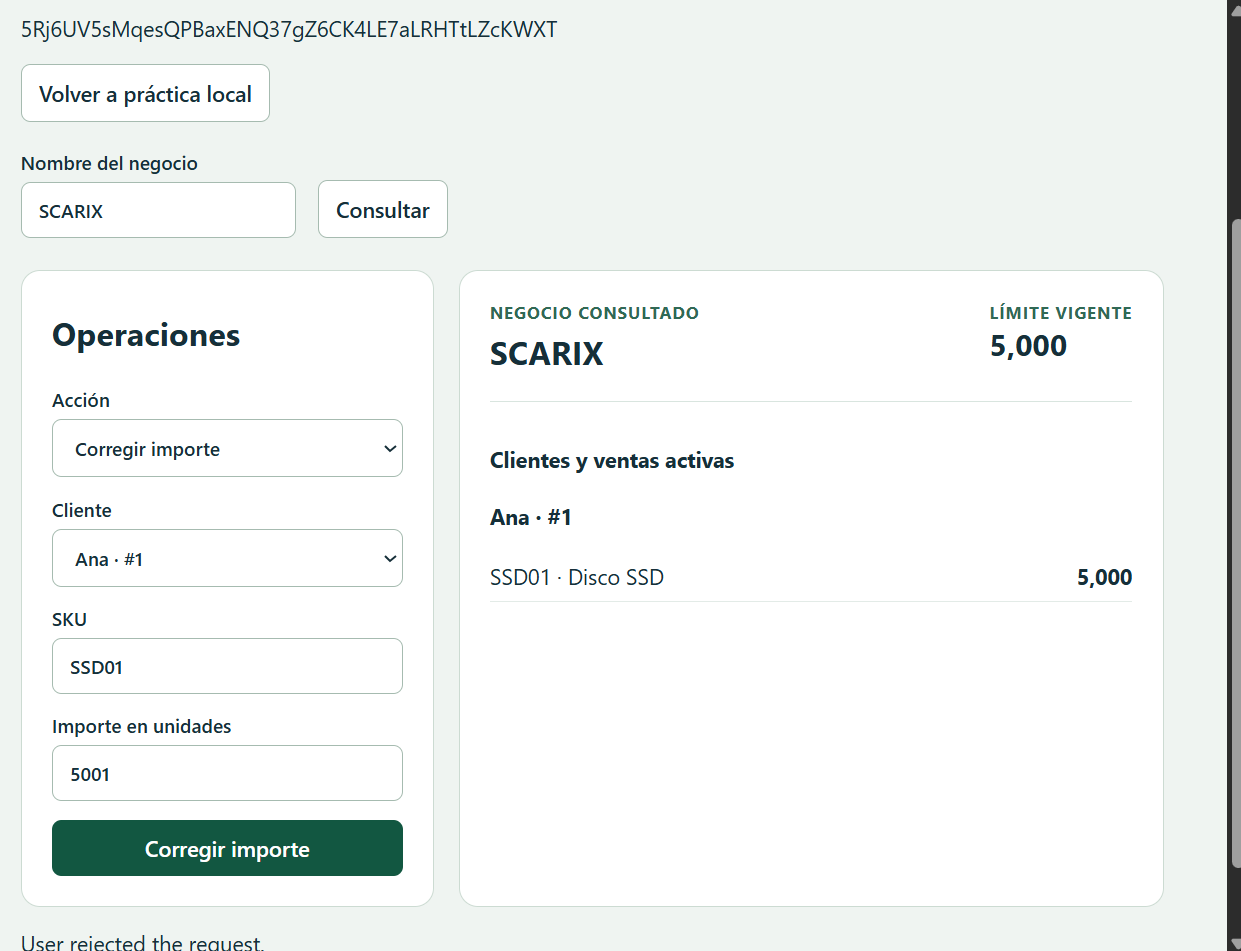 5Rj6UV5sMqesQPBaxENQ37gZ6CK4LE7aLRHTtLZcKWXT
Volver a práctica local
Nombre del negocio
SCARIX
Consultar
Operaciones
Acción
Corregir importe
Cliente
Ana · #1
SKU
SSD01
Importe en unidades
5001
Corregir importe
NEGOCIO CONSULTADO
SCARIX
LÍMITE VIGENTE
5,000
Clientes y ventas activas
Ana · #1
SSD01 · Disco SSD
5,000
User rejected the request.